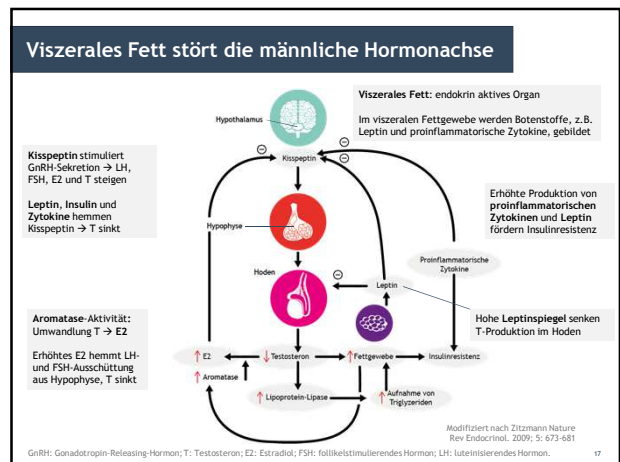 Viszerales Fett stört die männliche Hormonachse
Viszerales Fett: endokrin aktives Organ
Im viszeralen Fettgewebe werden Botenstoffe, z.B.
Leptin und proinflammatorische Zytokine, gebildet
Hypothalamus
Kisspeptin
Kisspeptin stimuliert
GnRH-Sekretion → LH,
FSH, E2 und T steigen
Leptin, Insulin und
Zytokine hemmen
Kisspeptin → T sinkt
Hypophyse
Erhöhte Produktion von
proinflammatorischen
Zytokinen und Leptin
fördern Insulinresistenz
Proinflammatorische
Zytokine
Hoden
Leptin
Hohe Leptinspiegel senken
T-Produktion im Hoden
Aromatase-Aktivität:
Umwandlung T → E2
Erhöhtes E2 hemmt LH-
und FSH-Ausschüttung
aus Hypophyse, T sinkt
↑ E2
↓ Testosteron
↑ Fettgewebe
Insulinresistenz
↑ Aromatase
↑ Lipoprotein-Lipase
↑ Aufnahme von
Triglyzeriden
Modifiziert nach Zitzmann Nature
Rev Endocrinol. 2009; 5: 673-681
GnRH: Gonadotropin-Releasing-Hormon; T: Testosteron; E2: Estradiol; FSH: follikelstimulierendes Hormon; LH: luteinisierendes Hormon.
17